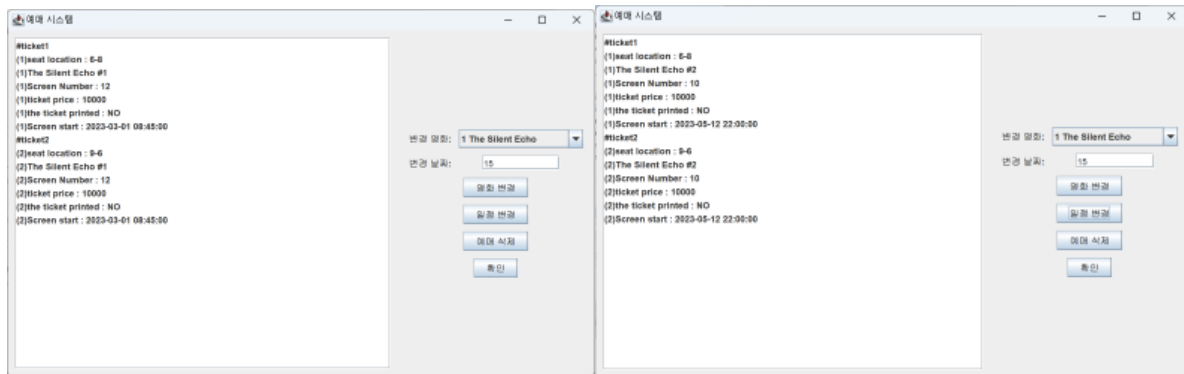 예매 시스템
#ticket1
(1)seat location : 6-8
(1)The Silent Echo #1
(1)Screen Number : 12
(1)ticket price : 10000
(1)the ticket printed : NO
(1)Screen start : 2023-03-01 08:45:00
#ticket2
(2)seat location : 9-6
(2)The Silent Echo #1
(2)Screen Number : 12
(2)ticket price : 10000
(2)the ticket printed : NO
(2)Screen start : 2023-03-01 08:45:00
변경 영화: 1 The Silent Echo
변경 날짜: 15
영화 변경
일정 변경
예매 삭제
확인
예매 시스템
#ticket1
(1)seat location : 6-8
(1)The Silent Echo #2
(1)Screen Number : 10
(1)ticket price : 10000
(1)the ticket printed : NO
(1)Screen start : 2023-05-12 22:00:00
#ticket2
(2)seat location : 9-6
(2)The Silent Echo #2
(2)Screen Number : 10
(2)ticket price : 10000
(2)the ticket printed : NO
(2)Screen start : 2023-05-12 22:00:00
변경 영화: 1 The Silent Echo
변경 날짜: 15
영화 변경
일정 변경
예매 삭제
확인